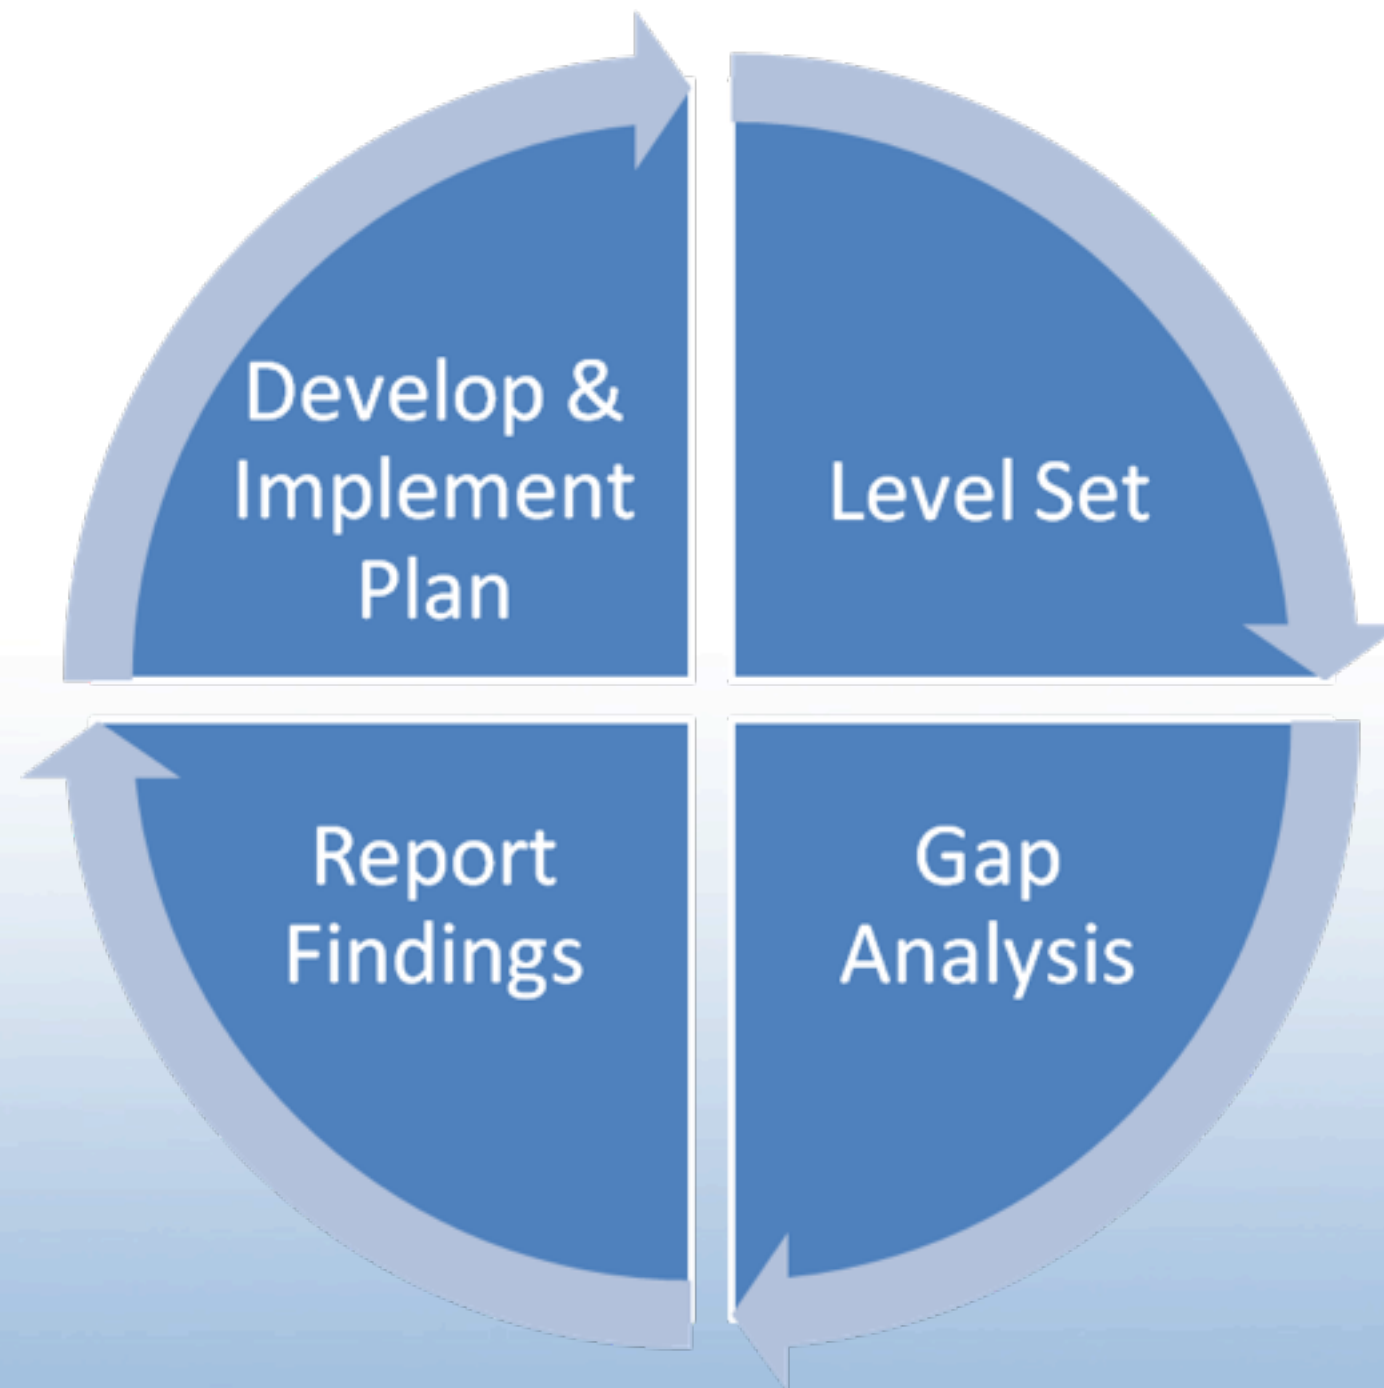 Develop &
Implement
Plan
Level Set
Report
Findings
Gap
Analysis